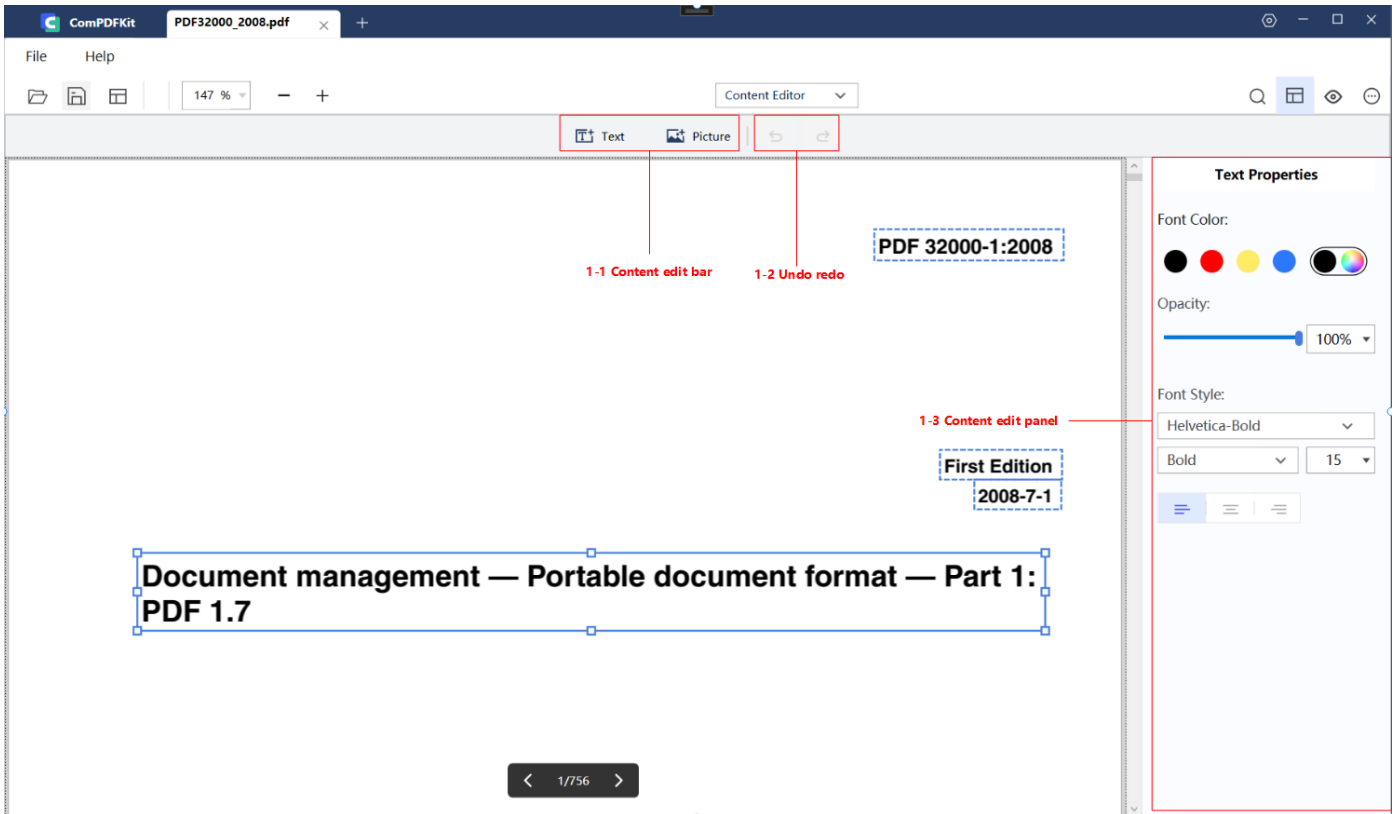 ComPDFKit PDF32000_2008.pdf
File Help
147 % Content Editor
Text Picture
Text Properties
Font Color:
PDF 32000-1:2008
1-1 Content edit bar 1-2 Undo redo
Opacity:
100%
Font Style:
1-3 Content edit panel Helvetica-Bold
Bold 15
First Edition
2008-7-1
Document management — Portable document format — Part 1:
PDF 1.7
1/756